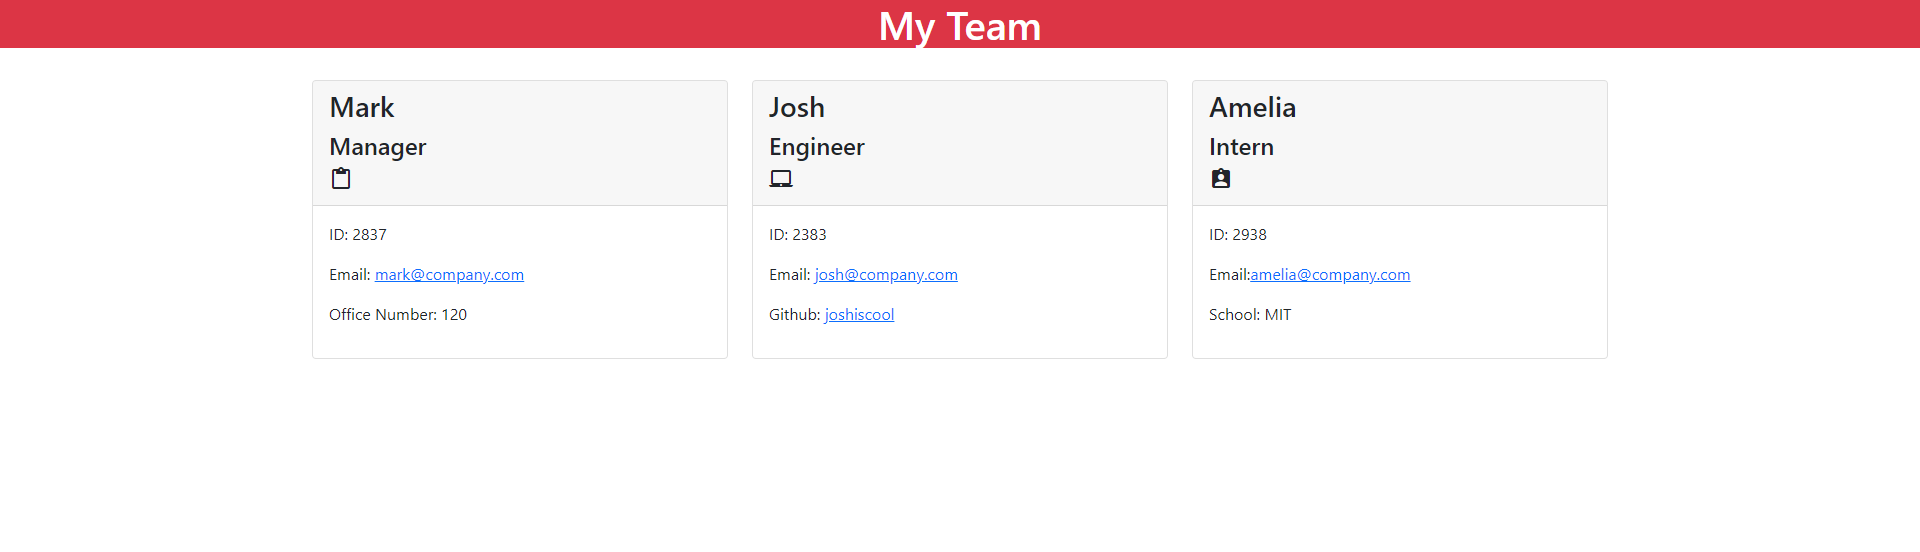 My Team
Mark
Manager
ID: 2837
Email: mark@company.com
Office Number: 120
Josh
Engineer
ID: 2383
Email: josh@company.com
Github: joshiscool
Amelia
Intern
ID: 2938
Email:amelia@company.com
School: MIT